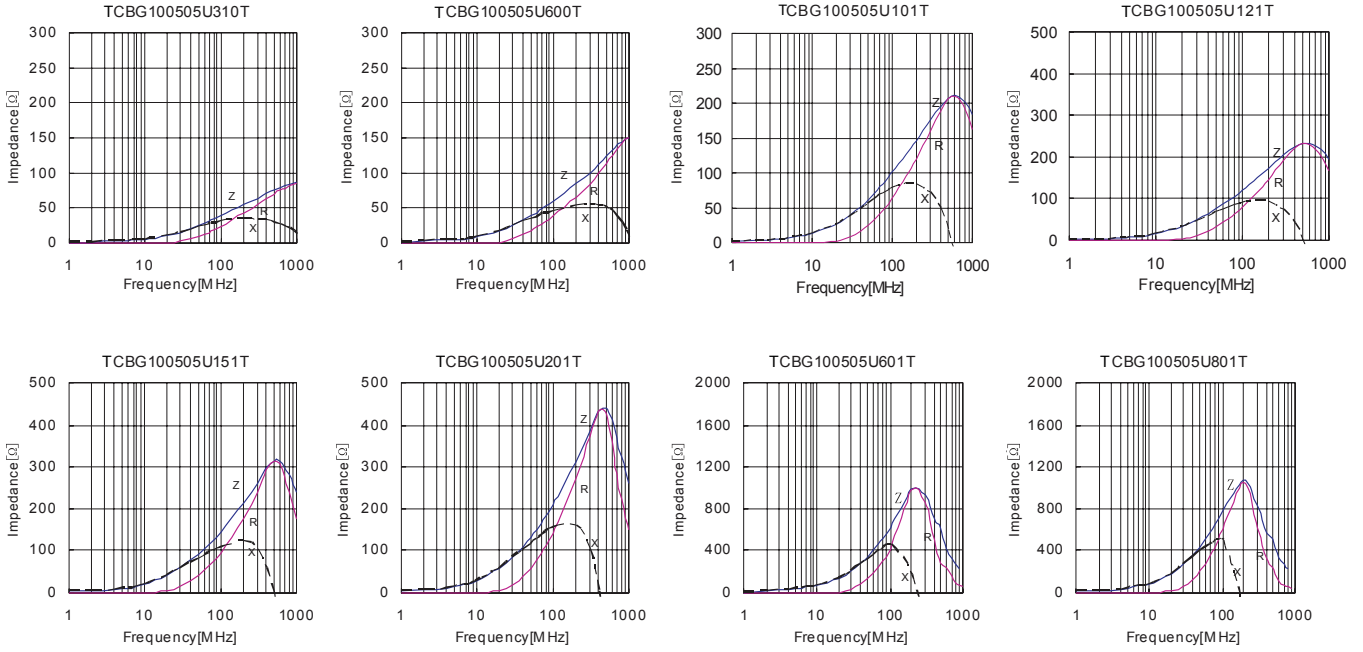 TCBG100505U310T
Impedance[Ω]
300
250
200
150
100
50
0
Z
R
X
1 10 100 1000
Frequency[MHz]
TCBG100505U600T
Impedance[Ω]
300
250
200
150
100
50
0
Z
R
X
1 10 100 1000
Frequency[MHz]
TCBG100505U101T
Impedance[Ω]
300
250
200
150
100
50
0
Z
R
X
1 10 100 1000
Frequency[MHz]
TCBG100505U121T
Impedance[Ω]
500
400
300
200
100
0
Z
R
X
1 10 100 1000
Frequency[MHz]
TCBG100505U151T
Impedance[Ω]
500
400
300
200
100
0
Z
R
X
1 10 100 1000
Frequency[MHz]
TCBG100505U201T
Impedance[Ω]
500
400
300
200
100
0
Z
R
X
1 10 100 1000
Frequency[MHz]
TCBG100505U601T
Impedance[Ω]
2000
1600
1200
800
400
0
Z
R
X
1 10 100 1000
Frequency[MHz]
TCBG100505U801T
Impedance[Ω]
2000
1600
1200
800
400
0
Z
R
X
1 10 100 1000
Frequency[MHz]